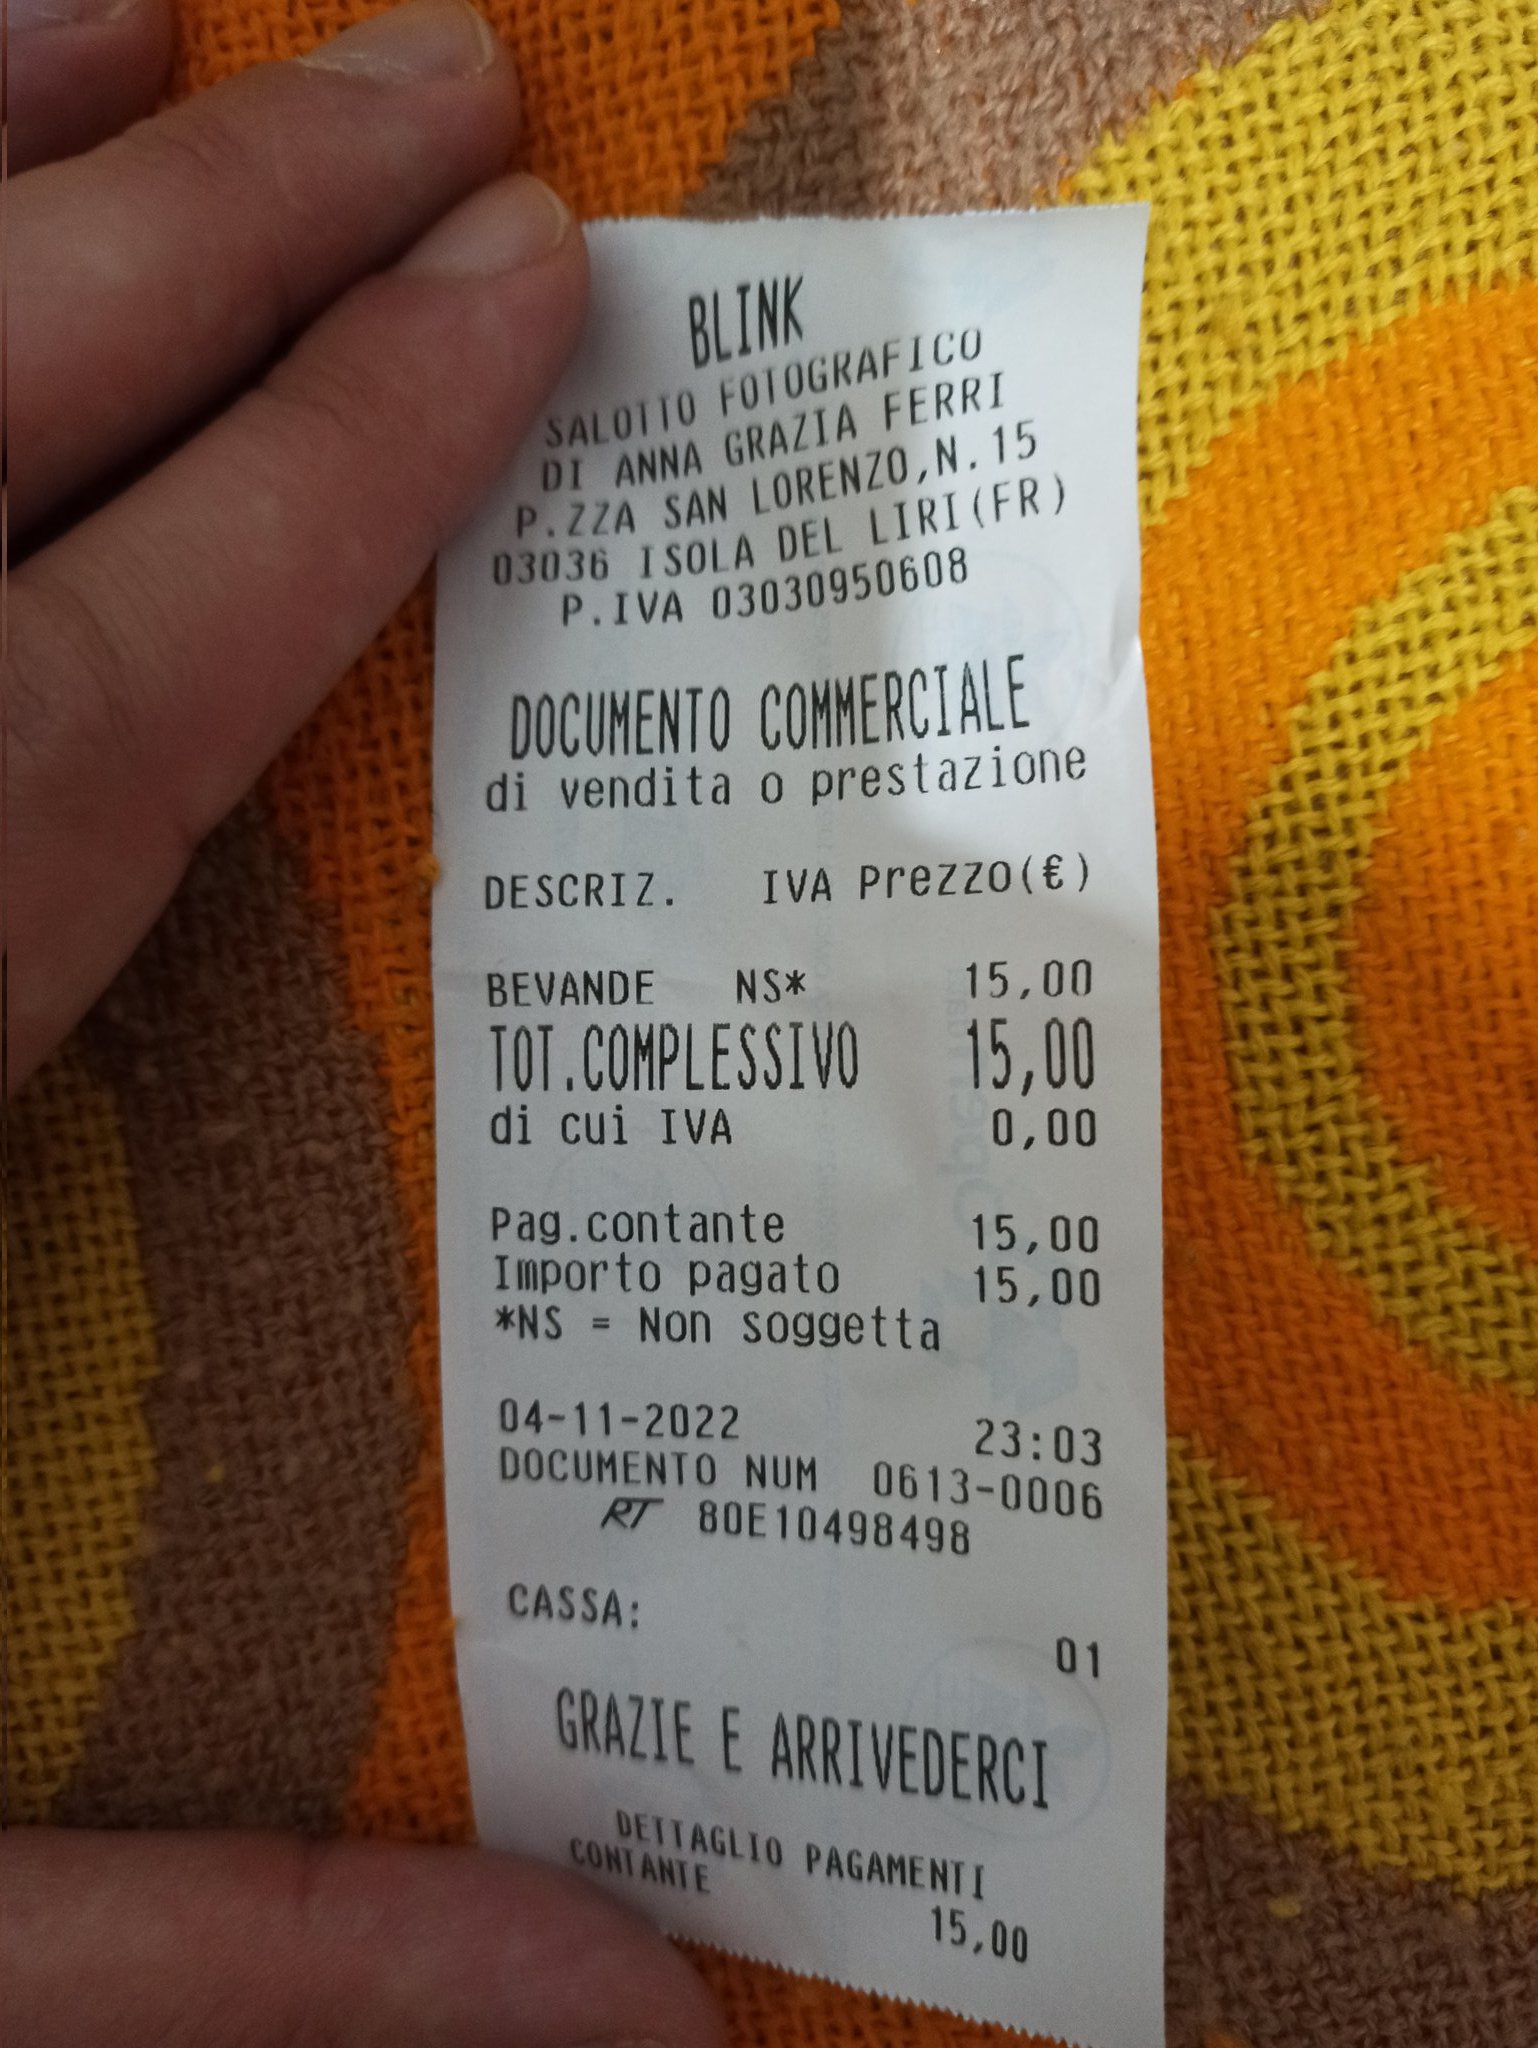 BLINK
SALOTTO FOTOGRAFICO
DI ANNA GRAZIA FERRI
P.ZZA SAN LORENZO,N.15
03036 ISOLA DEL LIRI(FR)
P.IVA 03030950608
DOCUMENTO COMMERCIALE
di vendita o prestazione
DESCRIZ. IVA Prezzo(€)
BEVANDE NS* 15,00
TOT.COMPLESSIVO 15,00
di cui IVA 0,00
Pag.contante 15,00
Importo pagato 15,00
*NS = Non soggetta
04-11-2022 23:03
DOCUMENTO NUM 0613-0006
RT 80E10498498
CASSA:
01
GRAZIE E ARRIVEDERCI
DETTAGLIO PAGAMENTI
CONTANTE
15,00